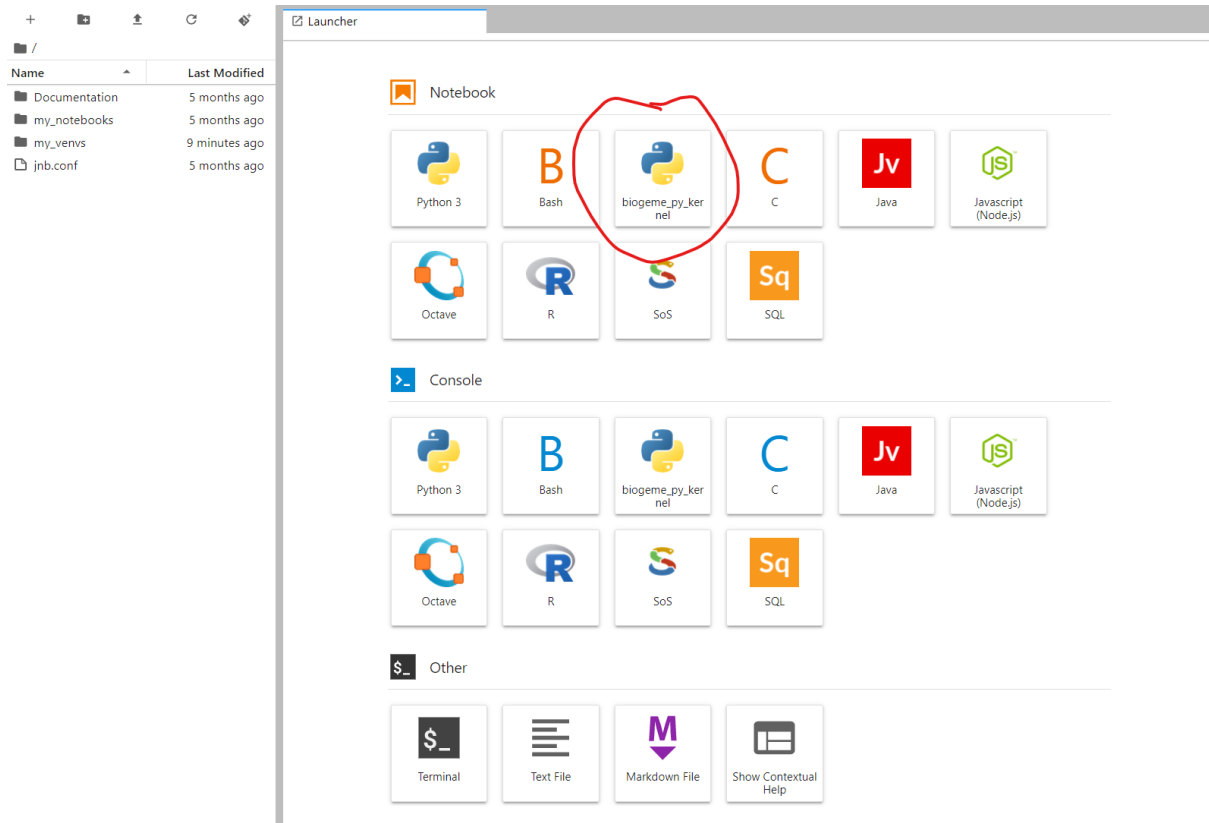 /
Name
Last Modified
Documentation
5 months ago
my_notebooks
5 months ago
my_venvs
9 minutes ago
jnb.conf
5 months ago
Launcher
Notebook
Python 3
B
Bash
biogeme_py_ker
nel
C
C
Jv
Java
JS
Javascript
(Node.js)
Octave
R
R
S
SoS
Sq
SQL
>_
Console
Python 3
B
Bash
biogeme_py_ker
nel
C
C
Jv
Java
JS
Javascript
(Node.js)
Octave
R
R
S
SoS
Sq
SQL
$_
Other
$_
Terminal
Text File
M
Markdown File
Show Contextual
Help